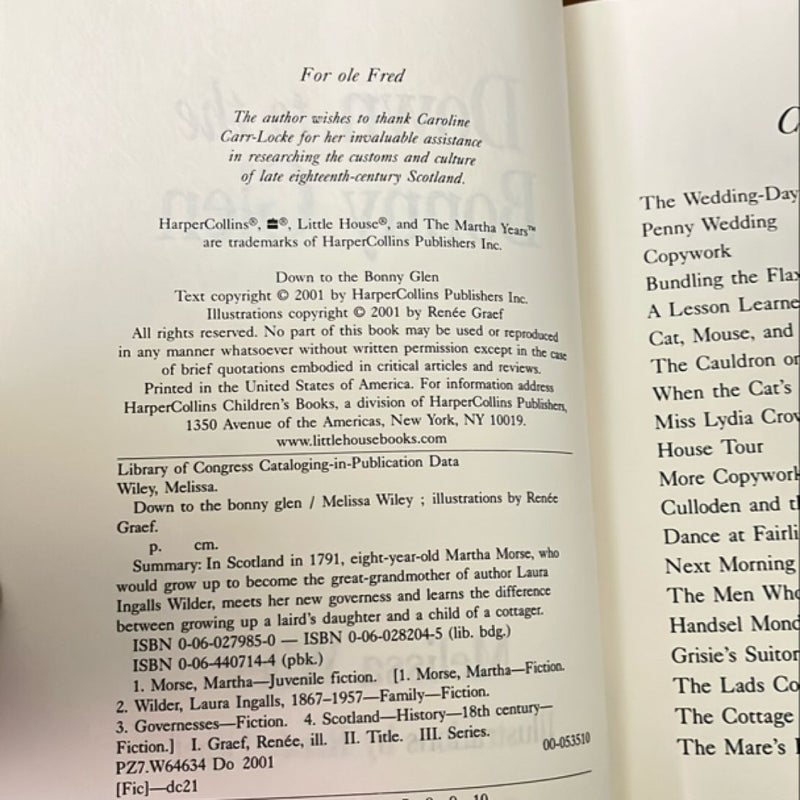 For ole Fred
The author wishes to thank Caroline
Carr-Locke for her invaluable assistance
in researching the customs and culture
of late eighteenth-century Scotland.
HarperCollins®, ®, Little House®, and The Martha Years™
are trademarks of HarperCollins Publishers Inc.
Down to the Bonny Glen
Text copyright © 2001 by HarperCollins Publishers Inc.
Illustrations copyright © 2001 by Renée Graef
All rights reserved. No part of this book may be used or reproduced
in any manner whatsoever without written permission except in the case
of brief quotations embodied in critical articles and reviews.
Printed in the United States of America. For information address
HarperCollins Children's Books, a division of HarperCollins Publishers,
1350 Avenue of the Americas, New York, NY 10019.
www.littlehousebooks.com
Library of Congress Cataloging-in-Publication Data
Wiley, Melissa.
Down to the bonny glen / Melissa Wiley ; illustrations by Renée
Graef.
p. cm.
Summary: In Scotland in 1791, eight-year-old Martha Morse, who
would grow up to become the great-grandmother of author Laura
Ingalls Wilder, meets her new governess and learns the difference
between growing up a laird's daughter and a child of a cottager.
ISBN 0-06-027985-0 — ISBN 0-06-028204-5 (lib. bdg.)
ISBN 0-06-440714-4 (pbk.)
1. Morse, Martha—Juvenile fiction. [1. Morse, Martha—Fiction.
2. Wilder, Laura Ingalls, 1867–1957—Family—Fiction.
3. Governesses—Fiction. 4. Scotland—History—18th century—
Fiction.] I. Graef, Renée, ill. II. Title. III. Series.
PZ7.W64634 Do 2001
00-053510
[Fic]—dc21
10
C
The Wedding-Day
Penny Wedding
Copywork
Bundling the Flax
A Lesson Learne
Cat, Mouse, and
The Cauldron or
When the Cat's
Miss Lydia Crow
House Tour
More Copywork
Culloden and th
Dance at Fairli
Next Morning
The Men Who
Handsel Mond
Grisie's Suitor
The Lads Co
The Cottage
The Mare's